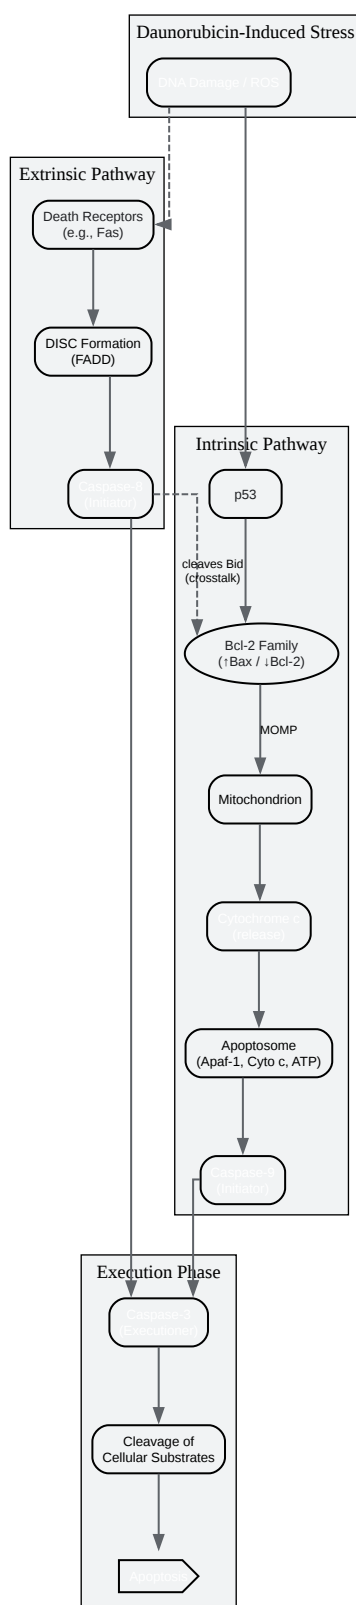 Daunorubicin-Induced Stress
DNA Damage / ROS
Extrinsic Pathway
Death Receptors
(e.g., Fas)
DISC Formation
(FADD)
Caspase-8
(Initiator)
Intrinsic Pathway
p53
cleaves Bid
(crosstalk)
Bcl-2 Family
(↑Bax / ↓Bcl-2)
MOMP
Mitochondrion
Cytochrome c
(release)
Apoptosome
(Apaf-1, Cyto c, ATP)
Caspase-9
(Initiator)
Execution Phase
Caspase-3
(Executioner)
Cleavage of
Cellular Substrates
Apoptosis